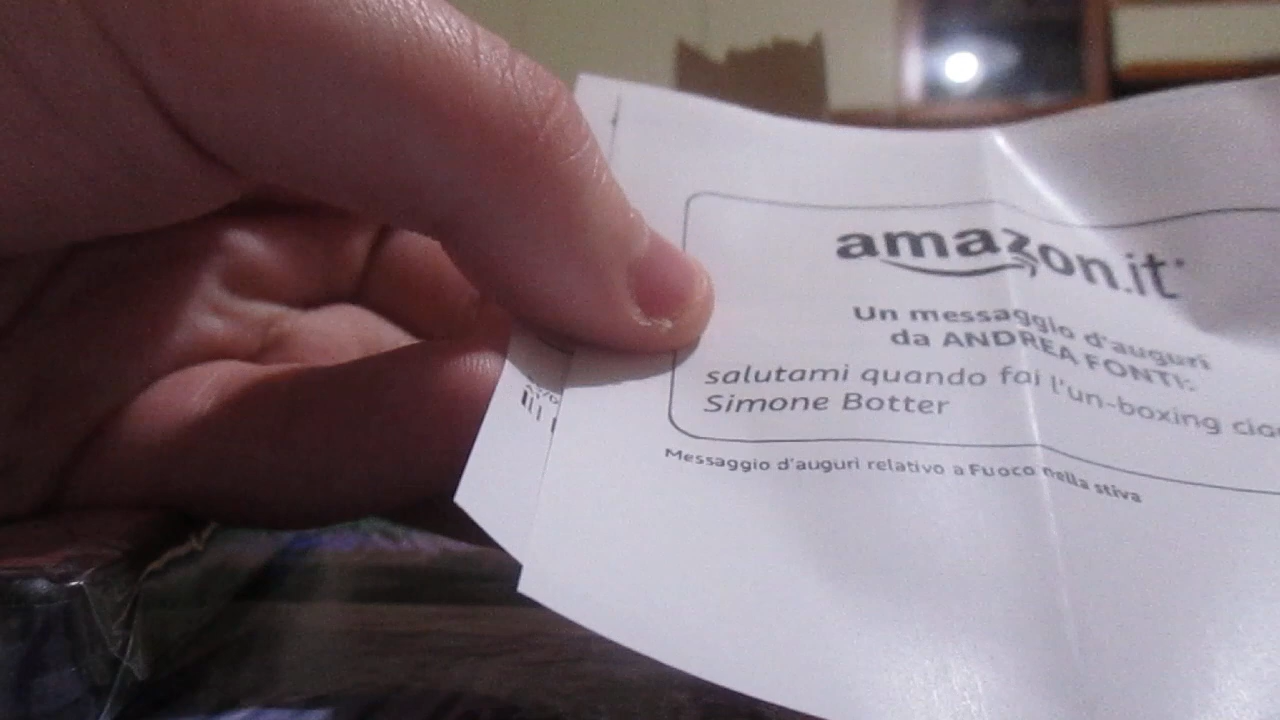 amazon.it
Un messaggio d'auguri
da ANDREA FONTI:
salutami quando fai l'un-boxing
Simone Botter
Messaggio d'auguri relativo a Fuoco nella stiva